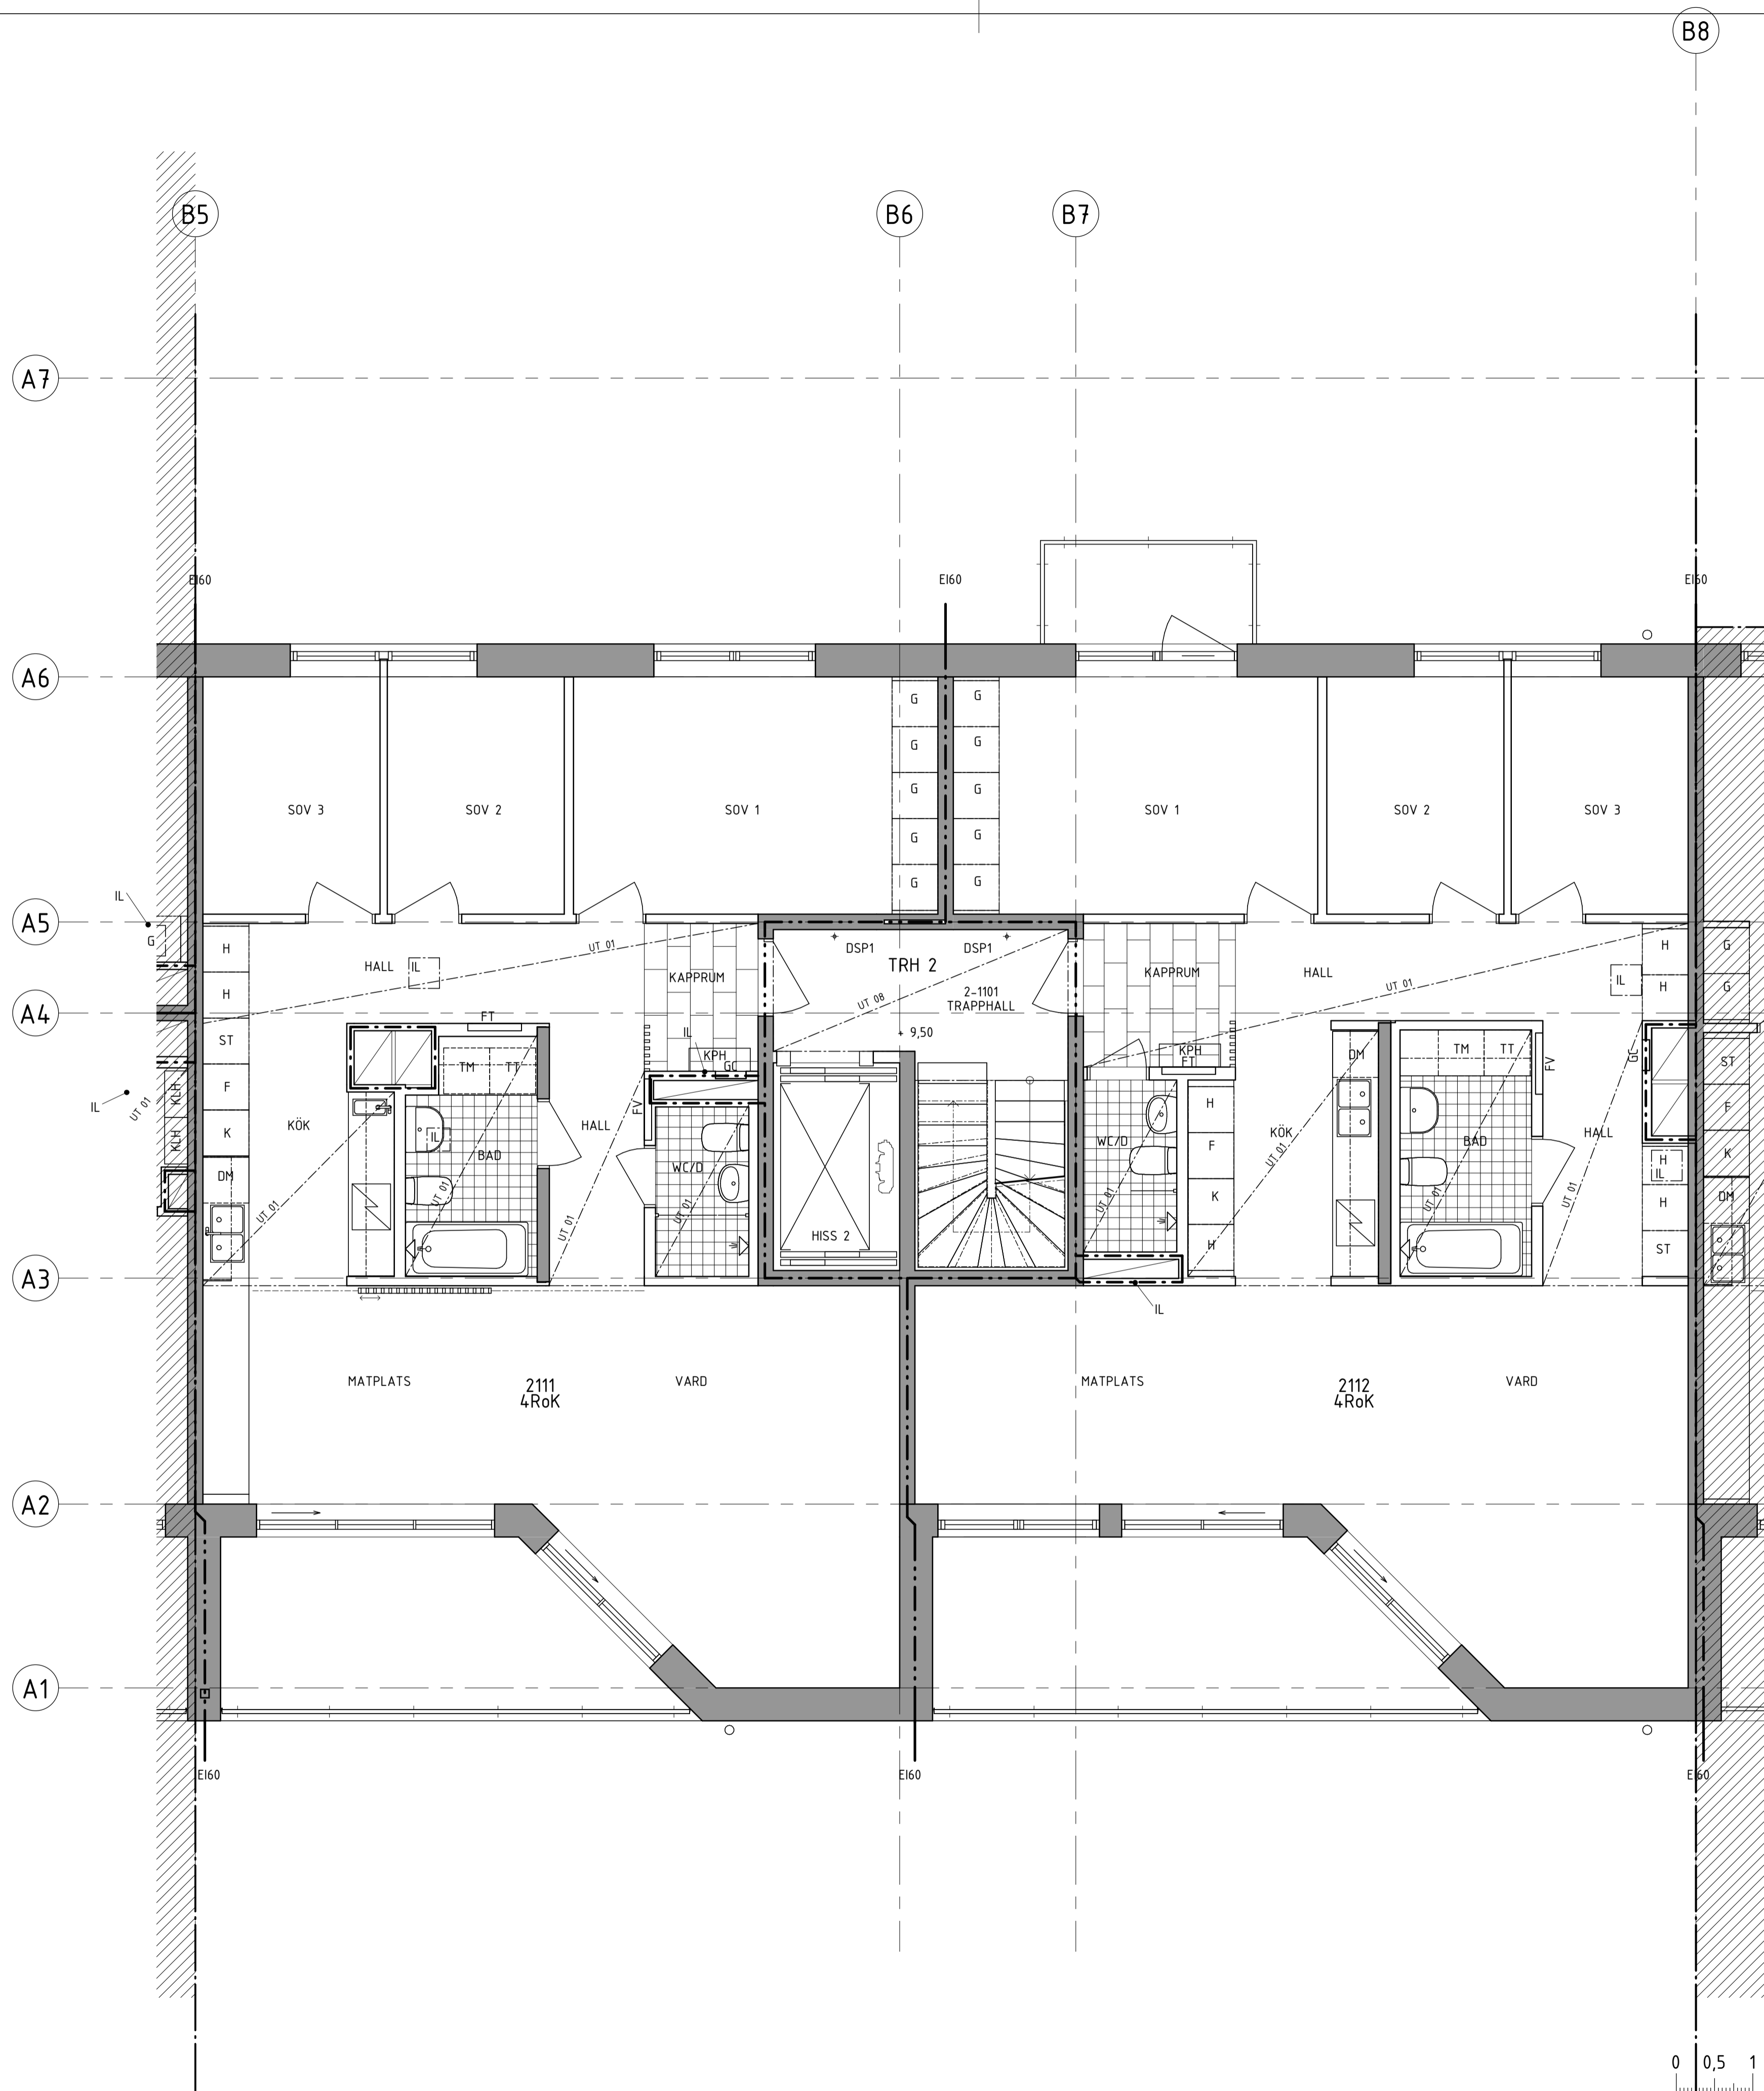 B8
B5
B6
B7
A7
EI60
EI60
EI60
A6
G
G
G
G
G
G
G
G
G
G
SOV 3
SOV 2
SOV 1
SOV 1
SOV 2
SOV 3
IL
A5
G
H
UT 01
DSP1
DSP1
H
G
HALL
IL
KAPPRUM
TRH 2
KAPPRUM
HALL
IL
H
G
H
UT 08
2-1101
TRAPPHALL
UT 01
A4
FT
ST
IL
9,50
KPH
GC
KPH
FT
DM
TM
TT
FV
GC
ST
TM
TT
F
KLH
IL
UT 01
FV
H
F
KLH
K
KÖK
IL
BAD
HALL
WC/D
WC/D
F
KÖK
BAD
HALL
H
IL
K
DM
UT 01
UT 01
UT 01
UT 01
UT 01
K
UT 01
UT 01
UT 01
H
DM
HISS 2
H
ST
A3
IL
MATPLATS
2111
4RoK
VARD
MATPLATS
2112
4RoK
VARD
A2
A1
EI60
EI60
EI60
0 0,5 1